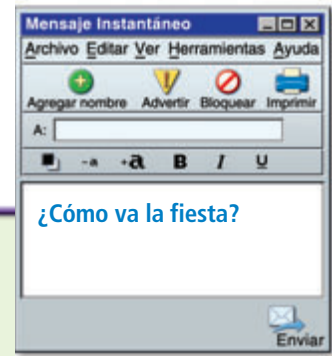 Mensaje Instantáneo
Archivo Editar Ver Herramientas Ayuda
Agregar nombre Advertir Bloquear Imprimir
A:
-a +a B I U
¿Cómo va la fiesta?
Enviar